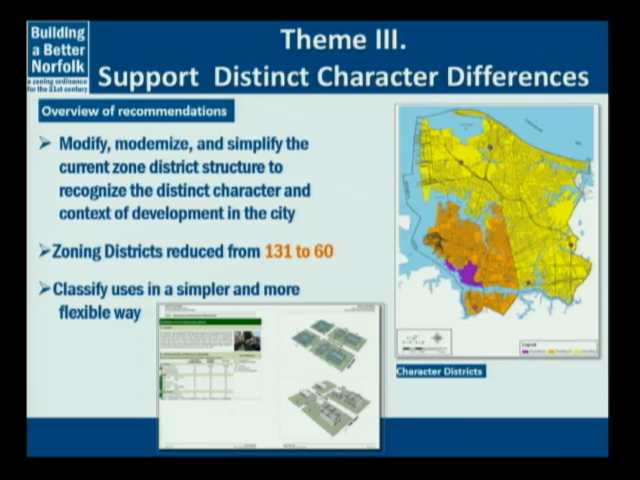 Building
a Better
Norfolk
a zoning ordinance
for the 21st century
Theme III.
Support Distinct Character Differences
Overview of recommendations
Modify, modernize, and simplify the
current zone district structure to
recognize the distinct character and
context of development in the city
Zoning Districts reduced from 131 to 60
Classify uses in a simpler and more
flexible way
Character Districts